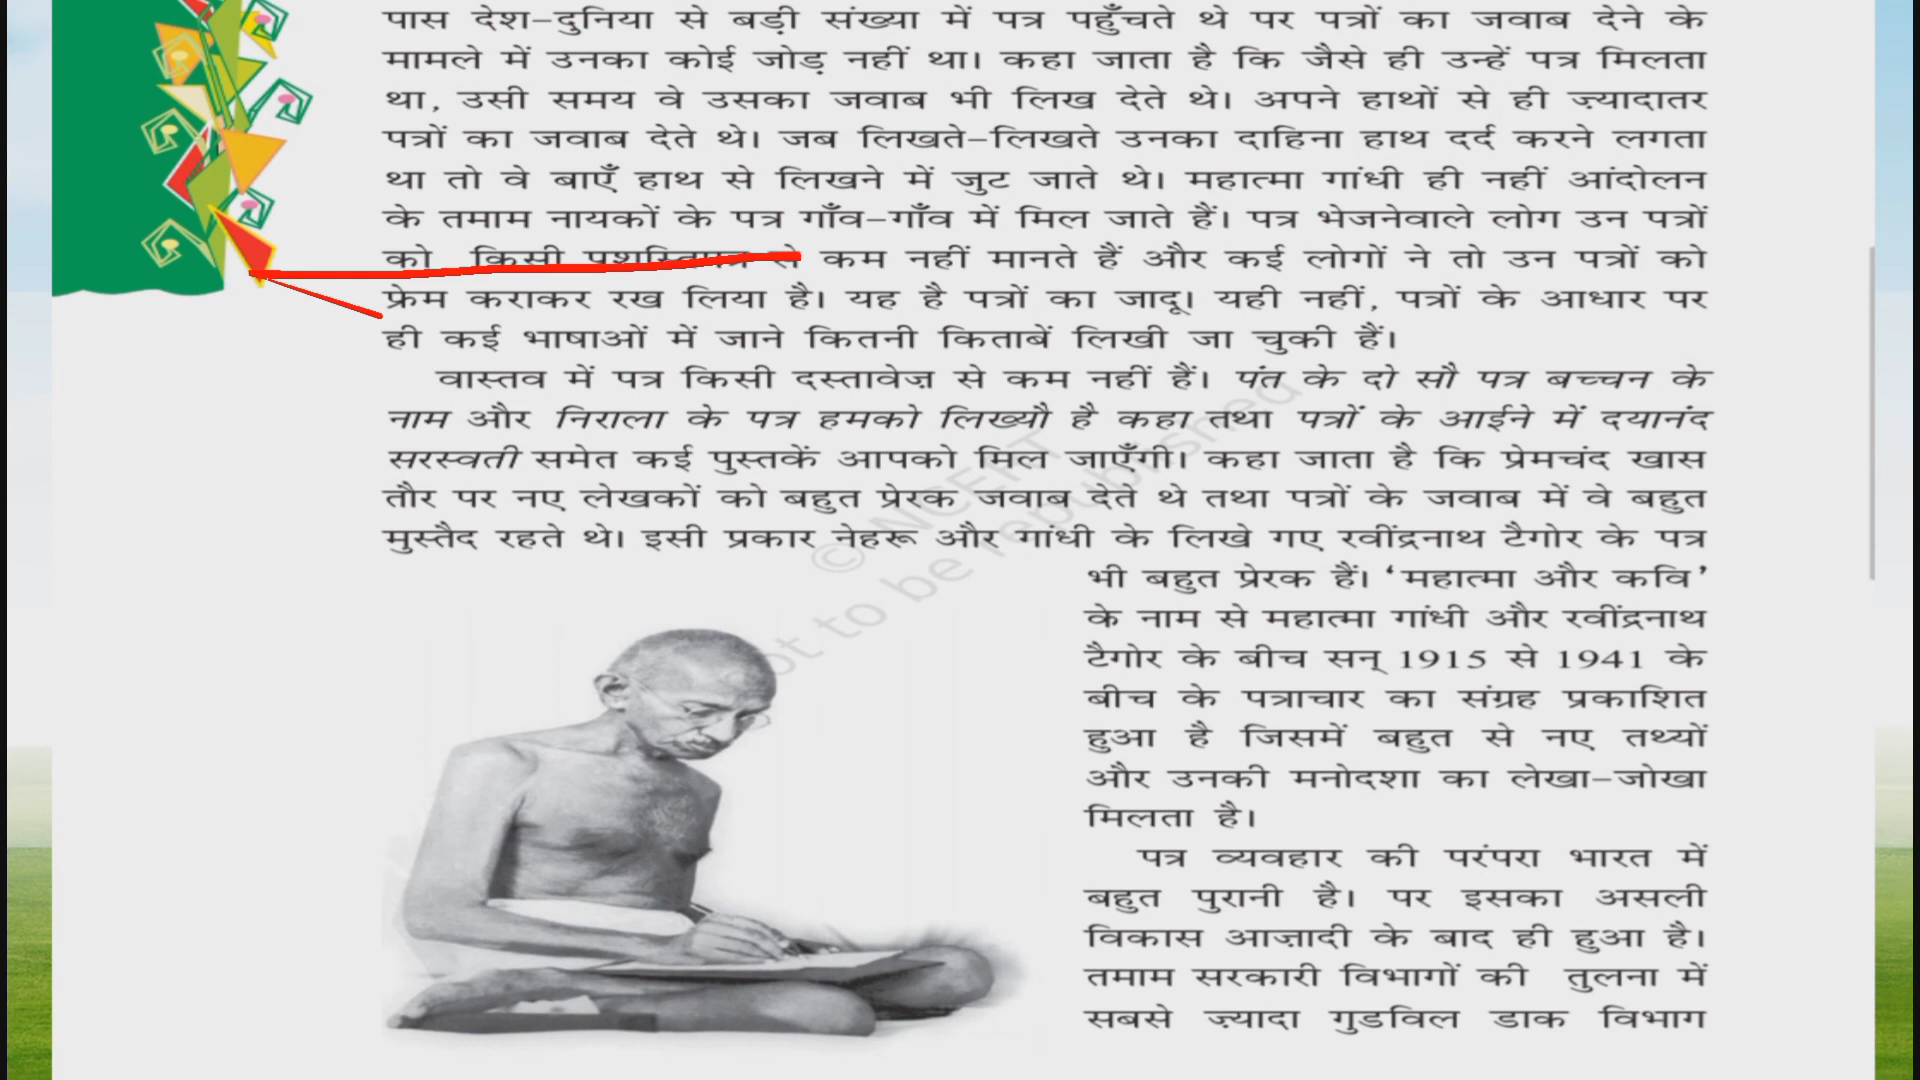 पास देश–दुनिया से बड़ी संख्या में पत्र पहुँचते थे पर पत्रों का जवाब देने के
मामले में उनका कोई जोड़ नहीं था। कहा जाता है कि जैसे ही उन्हें पत्र मिलता
था, उसी समय वे उसका जवाब भी लिख देते थे। अपने हाथों से ही ज़्यादातर
पत्रों का जवाब देते थे। जब लिखते–लिखते उनका दाहिना हाथ दर्द करने लगता
था तो वे बाएँ हाथ से लिखने में जुट जाते थे। महात्मा गांधी ही नहीं आंदोलन
के तमाम नायकों के पत्र गाँव–गाँव में मिल जाते हैं। पत्र भेजनेवाले लोग उन पत्रों
को किसी प्रशस्तिपत्र से कम नहीं मानते हैं और कई लोगों ने तो उन पत्रों को
फ्रेम कराकर रख लिया है। यह है पत्रों का जादू। यही नहीं, पत्रों के आधार पर
ही कई भाषाओं में जाने कितनी किताबें लिखी जा चुकी हैं।
वास्तव में पत्र किसी दस्तावेज़ से कम नहीं हैं। पंत के दो सौ पत्र बच्चन के
नाम और निराला के पत्र हमको लिख्यौ है कहा तथा पत्रों के आईने में दयानंद
सरस्वती समेत कई पुस्तकें आपको मिल जाएँगी। कहा जाता है कि प्रेमचंद खास
तौर पर नए लेखकों को बहुत प्रेरक जवाब देते थे तथा पत्रों के जवाब में वे बहुत
मुस्तैद रहते थे। इसी प्रकार नेहरू और गांधी के लिखे गए रवींद्रनाथ टैगोर के पत्र
भी बहुत प्रेरक हैं। ‘महात्मा और कवि’
के नाम से महात्मा गांधी और रवींद्रनाथ
टैगोर के बीच सन् 1915 से 1941 के
बीच के पत्राचार का संग्रह प्रकाशित
हुआ है जिसमें बहुत से नए तथ्यों
और उनकी मनोदशा का लेखा–जोखा
मिलता है।
पत्र व्यवहार की परंपरा भारत में
बहुत पुरानी है। पर इसका असली
विकास आज़ादी के बाद ही हुआ है।
तमाम सरकारी विभागों की तुलना में
सबसे ज़्यादा गुडविल डाक विभाग
© NCERT
not to be republished